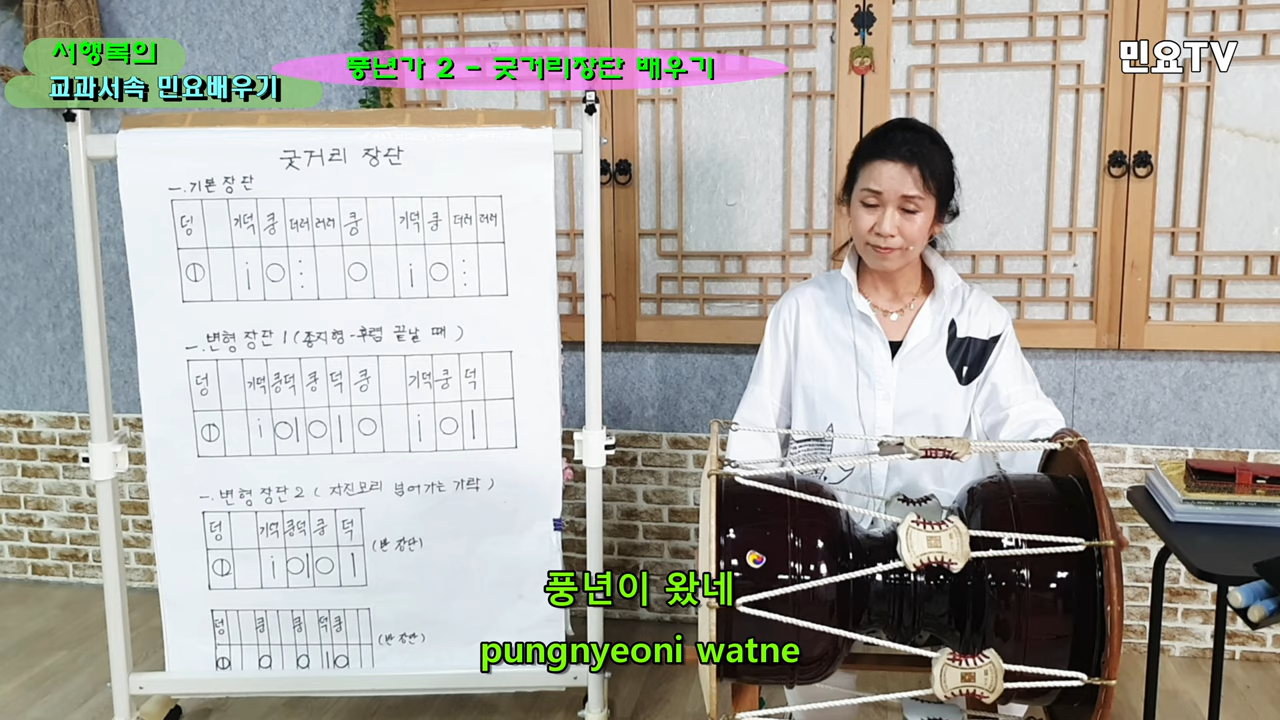 서행목의
교과서속 민요배우기
풍년가 2 - 굿거리장단 배우기
민요TV
굿거리 장단
一. 기본 장단
덩 기덕 쿵 더러 러러 쿵 기덕 쿵 더러 러러
一. 변형 장단 1 (종지형-후렴 끝날 때)
덩 기덕 쿵덕 쿵 덕 쿵 기덕 쿵 덕
一. 변형 장단 2 (자진모리 넘어가는 가락)
덩 기덕 쿵덕 쿵 덕
(반 장단)
덩 쿵 쿵 덕쿵
(반 장단)
풍년이 왔네
pungnyeoni watne